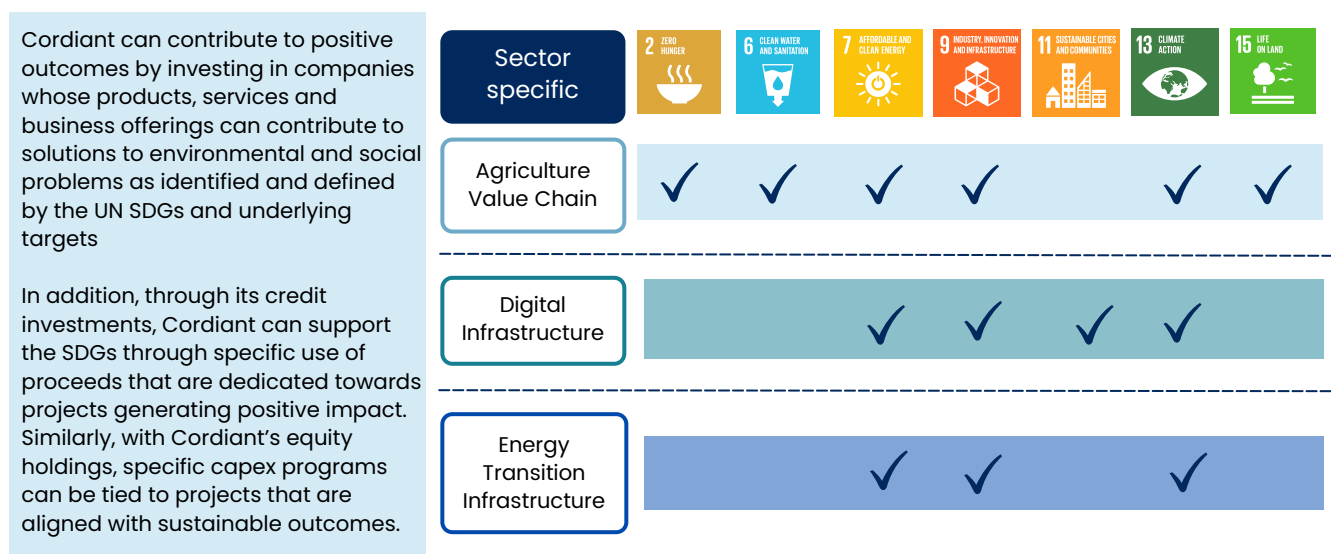 Cordiant can contribute to positive
outcomes by investing in companies
whose products, services and
business offerings can contribute to
solutions to environmental and social
problems as identified and defined
by the UN SDGs and underlying
targets
In addition, through its credit
investments, Cordiant can support
the SDGs through specific use of
proceeds that are dedicated towards
projects generating positive impact.
Similarly, with Cordiant’s equity
holdings, specific capex programs
can be tied to projects that are
aligned with sustainable outcomes.
Sector
specific
2 ZERO
HUNGER
6 CLEAN WATER
AND SANITATION
7 AFFORDABLE AND
CLEAN ENERGY
9 INDUSTRY, INNOVATION
AND INFRASTRUCTURE
11 SUSTAINABLE CITIES
AND COMMUNITIES
13 CLIMATE
ACTION
15 LIFE
ON LAND
Agriculture
Value Chain
Digital
Infrastructure
Energy
Transition
Infrastructure